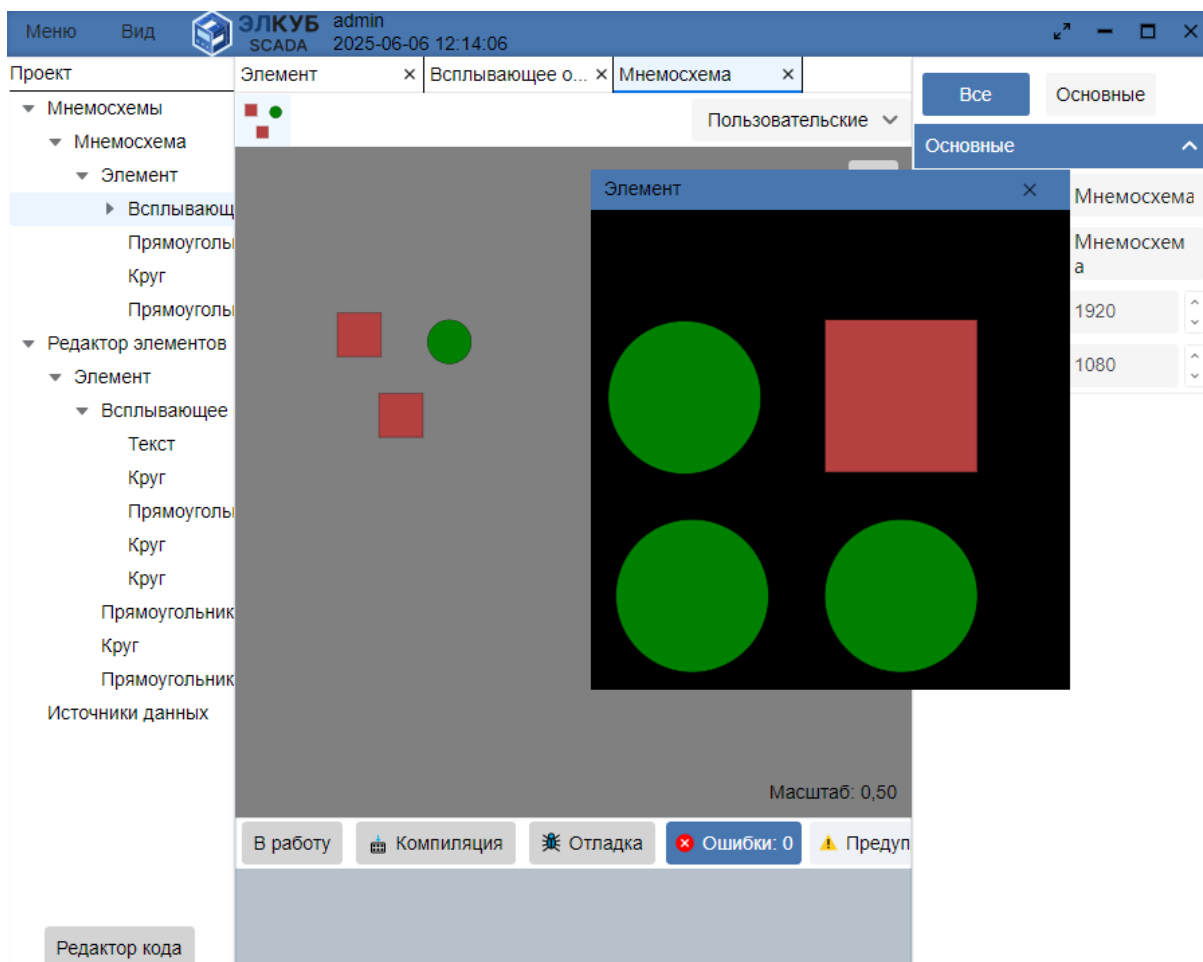 Меню Вид ЭЛКУБ SCADA admin
2025-06-06 12:14:06
Проект
Элемент Всплывающее о... Мнемосхема
Все Основные
Мнемосхемы
Мнемосхема
Элемент
Всплывающ
Прямоуголь
Круг
Прямоуголь
Редактор элементов
Элемент
Всплывающее
Текст
Круг
Прямоуголь
Круг
Круг
Прямоугольник
Круг
Прямоугольник
Источники данных
Редактор кода
Пользовательские
Элемент
Масштаб: 0,50
В работу Компиляция Отладка Ошибки: 0 Предуп
Основные
Мнемосхема
Мнемосхем
а
1920
1080